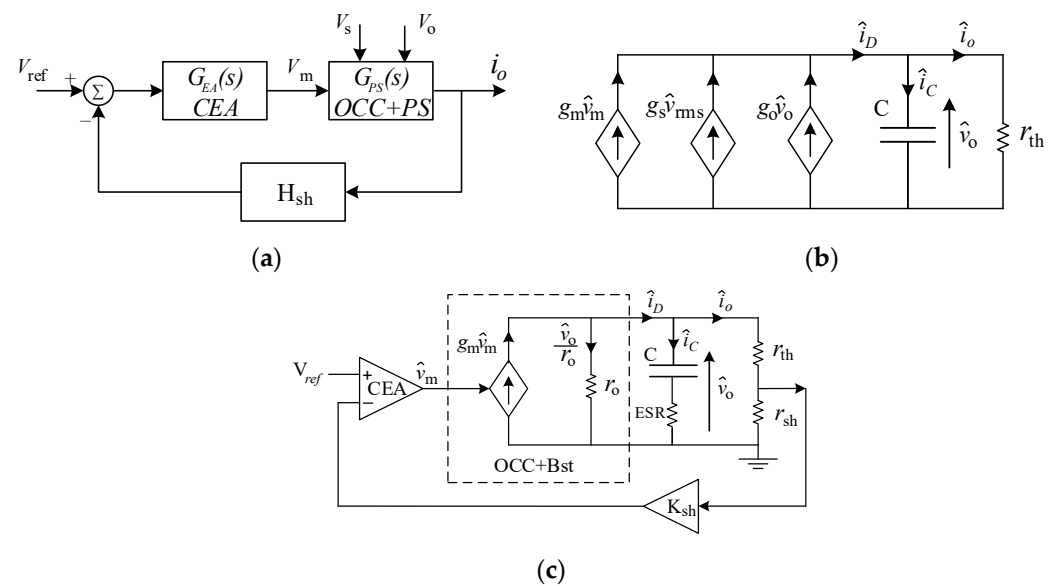 V_s V_o
V_ref + Σ − G_EA(s) CEA V_m G_PS(s) OCC+PS i_o
H_sh
(a)
g_m v̂_m g_s v̂_rms g_o v̂_o î_D î_o
î_C C v̂_o r_th
(b)
V_ref + − CEA v̂_m
g_m v̂_m v̂_o/r_o r_o
OCC+Bst
î_D î_o
î_C C ESR v̂_o r_th r_sh
K_sh
(c)